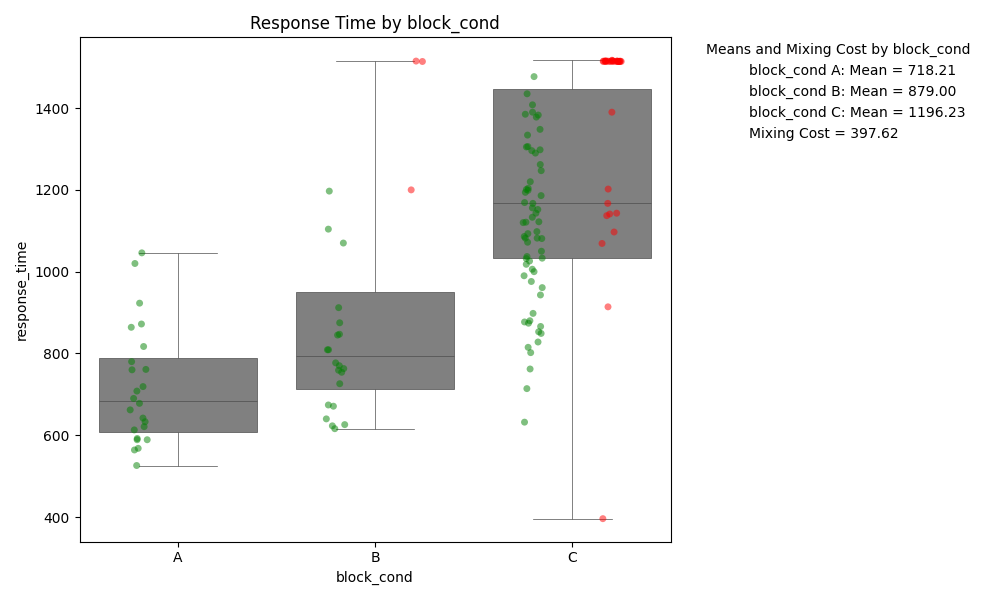 Response Time by block_cond
Means and Mixing Cost by block_cond
block_cond A: Mean = 718.21
block_cond B: Mean = 879.00
block_cond C: Mean = 1196.23
Mixing Cost = 397.62
response_time
1400
1200
1000
800
600
400
A
B
C
block_cond